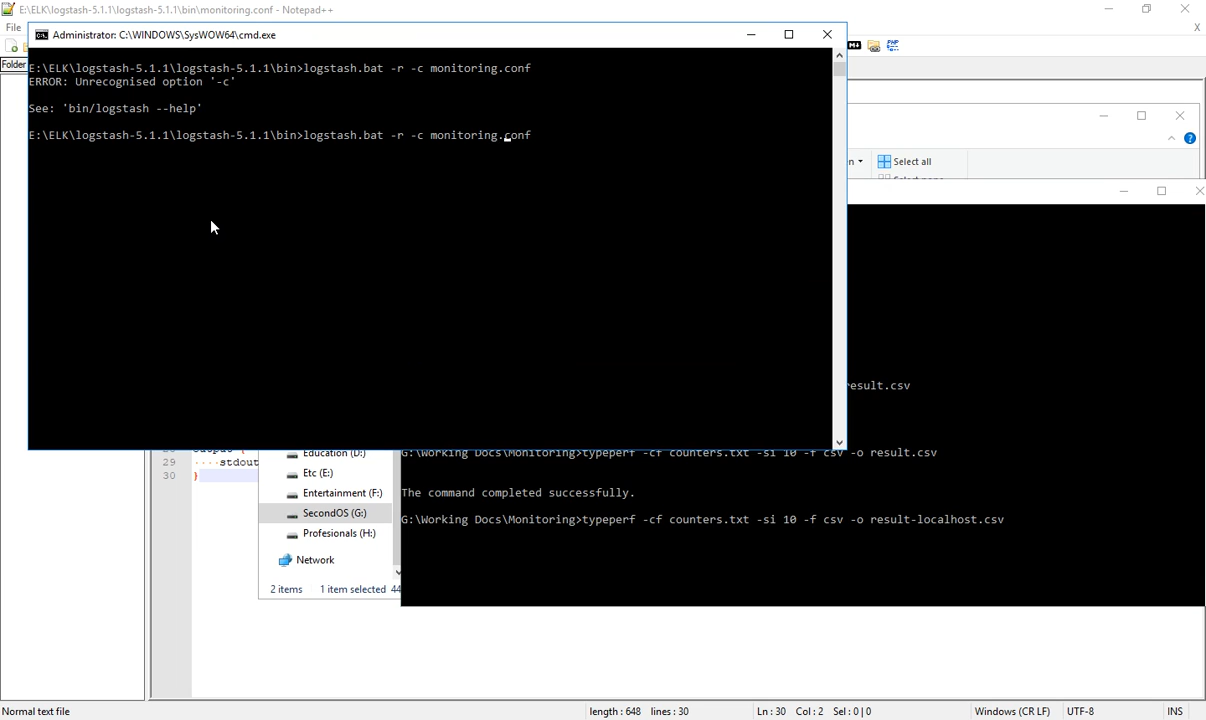 E:\ELK\logstash-5.1.1\logstash-5.1.1\bin\monitoring.conf - Notepad++
File
X
Administrator: C:\WINDOWS\SysWOW64\cmd.exe
Folder
E:\ELK\logstash-5.1.1\logstash-5.1.1\bin>logstash.bat -r -c monitoring.conf
ERROR: Unrecognised option '-c'
See: 'bin/logstash --help'
E:\ELK\logstash-5.1.1\logstash-5.1.1\bin>logstash.bat -r -c monitoring.conf
Select all
result.csv
29 ····stdout
30 }
Education (D:)
Etc (E:)
Entertainment (F:)
SecondOS (G:)
Profesionals (H:)
Network
2 items 1 item selected 44
G:\Working Docs\Monitoring>typeperf -cf counters.txt -si 10 -f csv -o result.csv
The command completed successfully.
G:\Working Docs\Monitoring>typeperf -cf counters.txt -si 10 -f csv -o result-localhost.csv
Normal text file length : 648 lines : 30 Ln : 30 Col : 2 Sel : 0 | 0 Windows (CR LF) UTF-8 INS